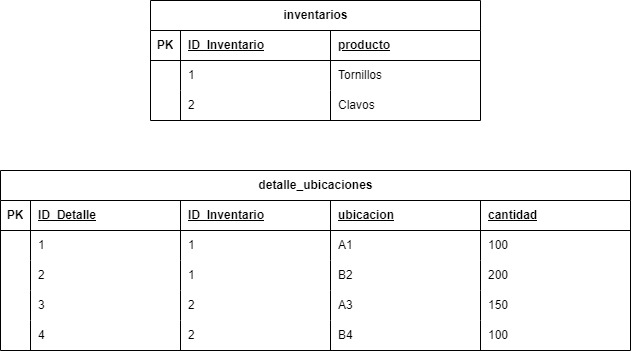 inventarios
PK ID_Inventario producto
1 Tornillos
2 Clavos
detalle_ubicaciones
PK ID_Detalle ID_Inventario ubicacion cantidad
1 1 A1 100
2 1 B2 200
3 2 A3 150
4 2 B4 100